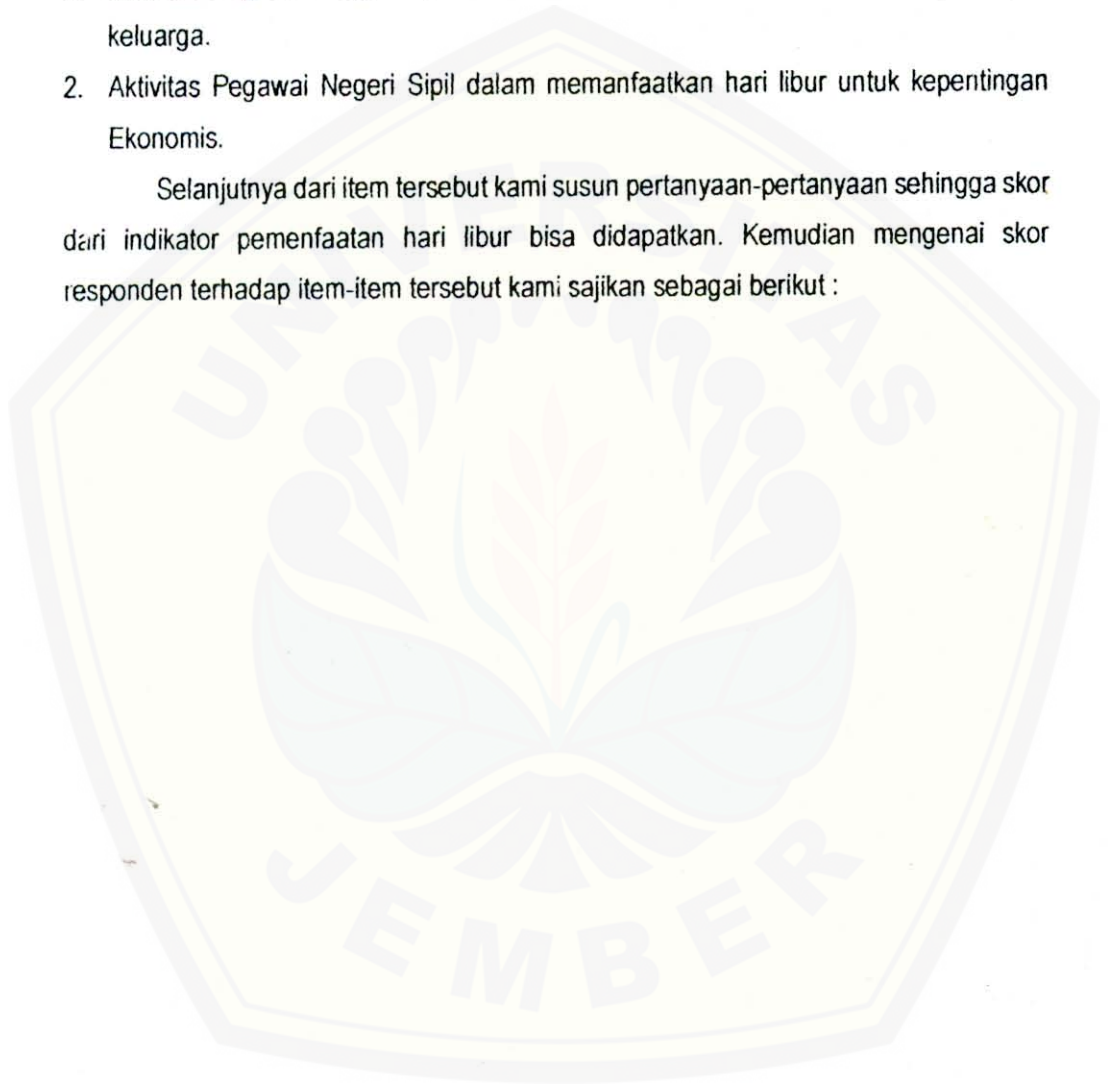 keluarga.
2. Aktivitas Pegawai Negeri Sipil dalam memanfaatkan hari libur untuk kepentingan
Ekonomis.
Selanjutnya dari item tersebut kami susun pertanyaan-pertanyaan sehingga skor
dari indikator pemenfaatan hari libur bisa didapatkan. Kemudian mengenai skor
responden terhadap item-item tersebut kami sajikan sebagai berikut :
UNIVERSITAS
JEMBER